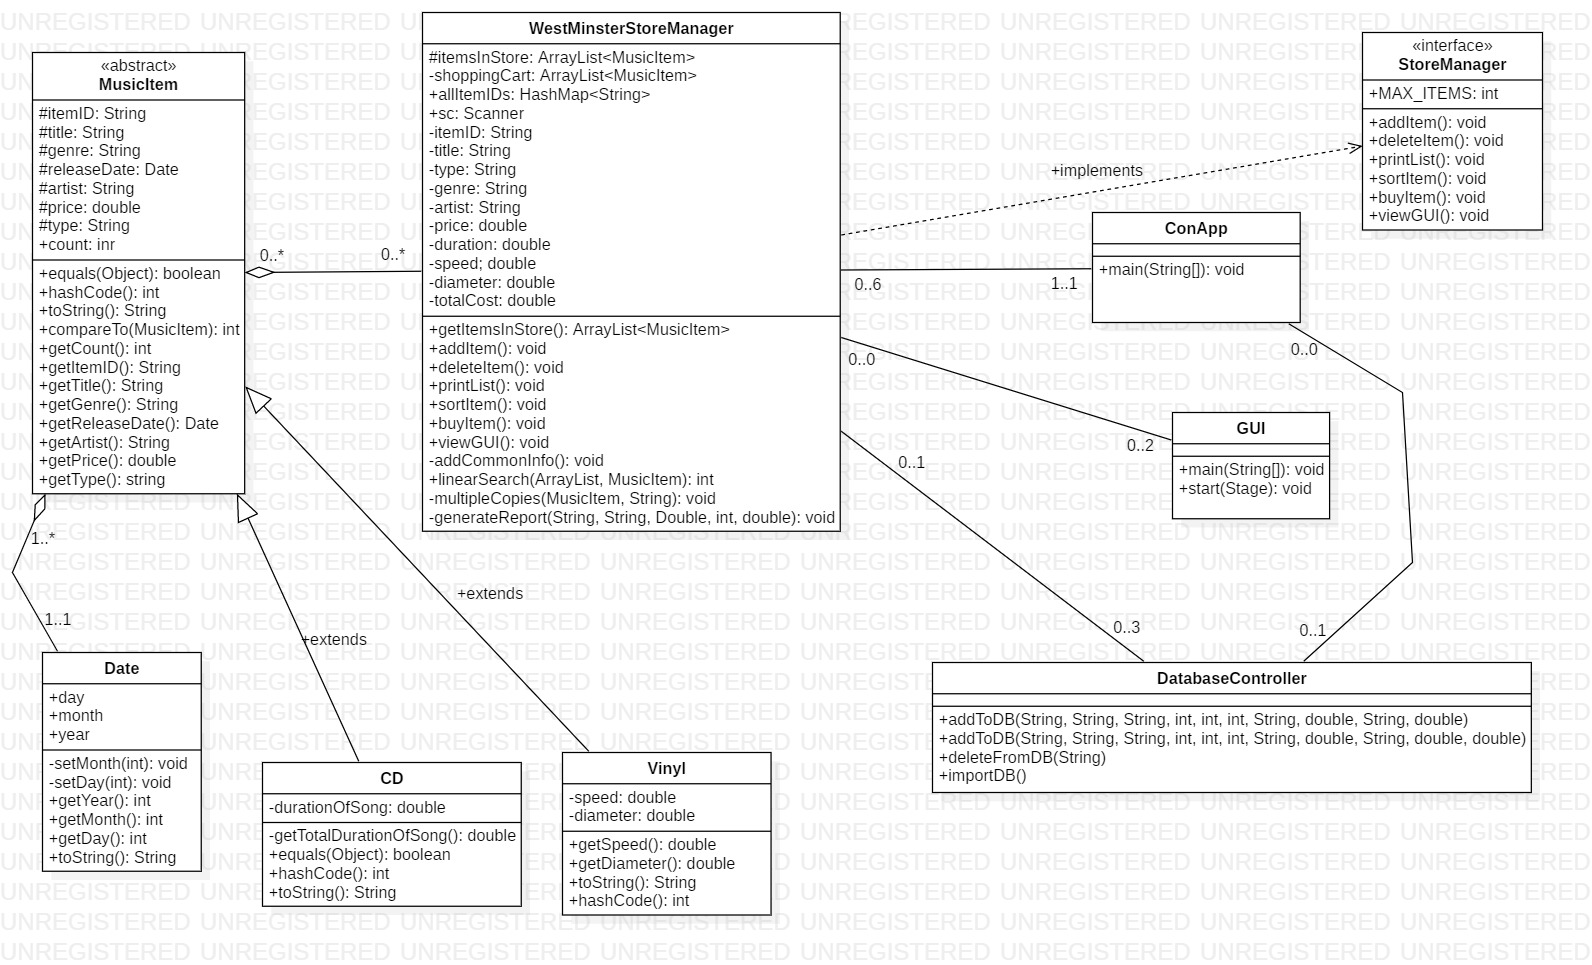 «abstract»
MusicItem
#itemID: String
#title: String
#genre: String
#releaseDate: Date
#artist: String
#price: double
#type: String
+count: inr
+equals(Object): boolean
+hashCode(): int
+toString(): String
+compareTo(MusicItem): int
+getCount(): int
+getItemID(): String
+getTitle(): String
+getGenre(): String
+getReleaseDate(): Date
+getArtist(): String
+getPrice(): double
+getType(): string
WestMinsterStoreManager
#itemsInStore: ArrayList<MusicItem>
-shoppingCart: ArrayList<MusicItem>
+allItemIDs: HashMap<String>
+sc: Scanner
-itemID: String
-title: String
-type: String
-genre: String
-artist: String
-price: double
-duration: double
-speed; double
-diameter: double
-totalCost: double
+getItemsInStore(): ArrayList<MusicItem>
+addItem(): void
+deleteItem(): void
+printList(): void
+sortItem(): void
+buyItem(): void
+viewGUI(): void
-addCommonInfo(): void
+linearSearch(ArrayList, MusicItem): int
-multipleCopies(MusicItem, String): void
-generateReport(String, String, Double, int, double): void
«interface»
StoreManager
+MAX_ITEMS: int
+addItem(): void
+deleteItem(): void
+printList(): void
+sortItem(): void
+buyItem(): void
+viewGUI(): void
+implements
0..*
0..*
ConApp
+main(String[]): void
0..6
1..1
0..0
0..0
GUI
+main(String[]): void
+start(Stage): void
0..2
0..1
0..3
0..1
DatabaseController
+addToDB(String, String, String, int, int, int, String, double, String, double)
+addToDB(String, String, String, int, int, int, String, double, String, double, double)
+deleteFromDB(String)
+importDB()
1..*
1..1
+extends
+extends
Date
+day
+month
+year
-setMonth(int): void
-setDay(int): void
+getYear(): int
+getMonth(): int
+getDay(): int
+toString(): String
CD
-durationOfSong: double
-getTotalDurationOfSong(): double
+equals(Object): boolean
+hashCode(): int
+toString(): String
Vinyl
-speed: double
-diameter: double
+getSpeed(): double
+getDiameter(): double
+toString(): String
+hashCode(): int
UNREGISTERED